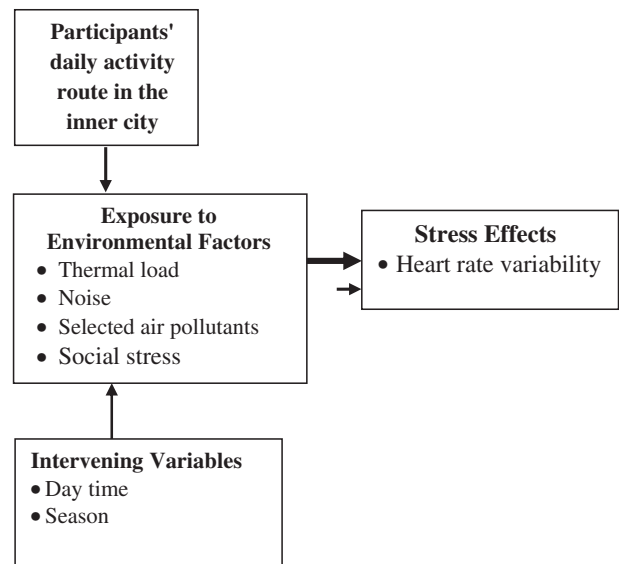 Participants'
daily activity
route in the
inner city
Exposure to
Environmental Factors
• Thermal load
• Noise
• Selected air pollutants
• Social stress
Stress Effects
• Heart rate variability
Intervening Variables
• Day time
• Season